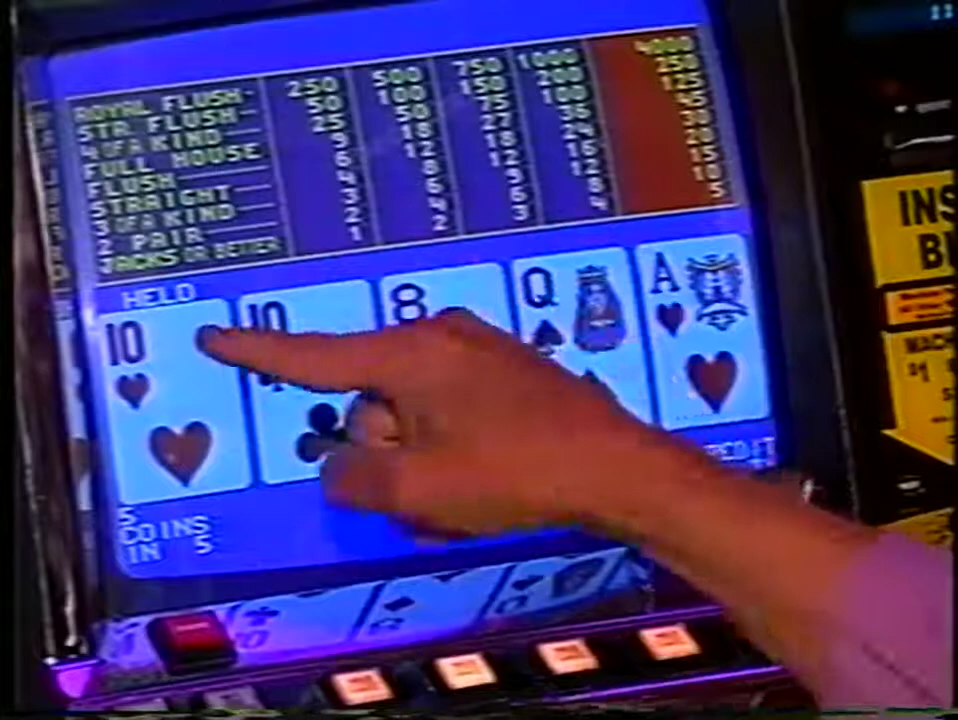 ROYAL FLUSH 250 500 750 1000 4000
STR. FLUSH 50 100 150 200 250
4 OF A KIND 25 50 75 100 125
FULL HOUSE 9 18 27 36 45
FLUSH 6 12 18 24 30
STRAIGHT 4 8 12 16 20
3 OF A KIND 3 6 9 12 15
2 PAIR 2 4 6 8 10
JACKS OR BETTER 1 2 3 4 5
HELD
10
10
8
Q
A
5
COINS
IN 5
INS
$1